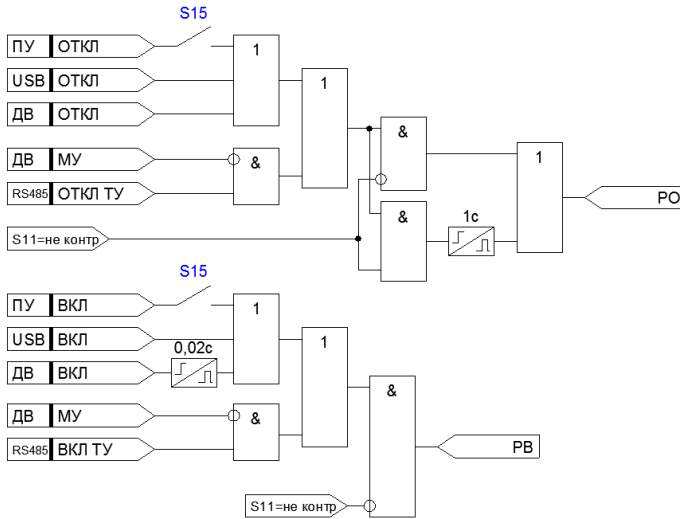 S15
ПУ ОТКЛ
1
USB ОТКЛ
1
ДВ ОТКЛ
&
ДВ МУ
&
1
RS485 ОТКЛ ТУ
РО
&
1с
S11=не контр
S15
ПУ ВКЛ
1
USB ВКЛ
1
0,02с
ДВ ВКЛ
&
ДВ МУ
&
RS485 ВКЛ ТУ
РВ
S11=не контр